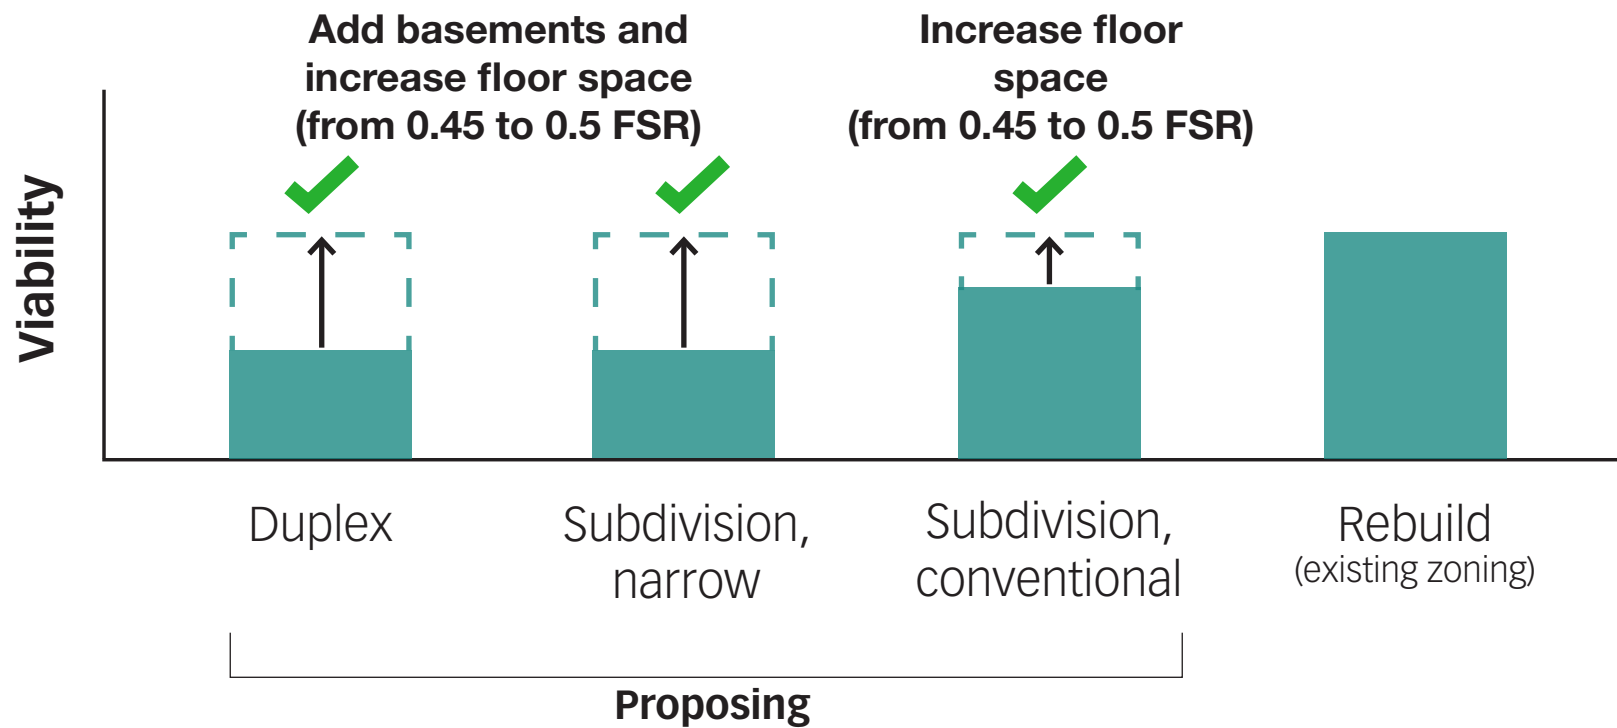 Add basements and
increase floor space
(from 0.45 to 0.5 FSR)
Increase floor
space
(from 0.45 to 0.5 FSR)
Viability
Duplex
Subdivision,
narrow
Subdivision,
conventional
Rebuild
(existing zoning)
Proposing